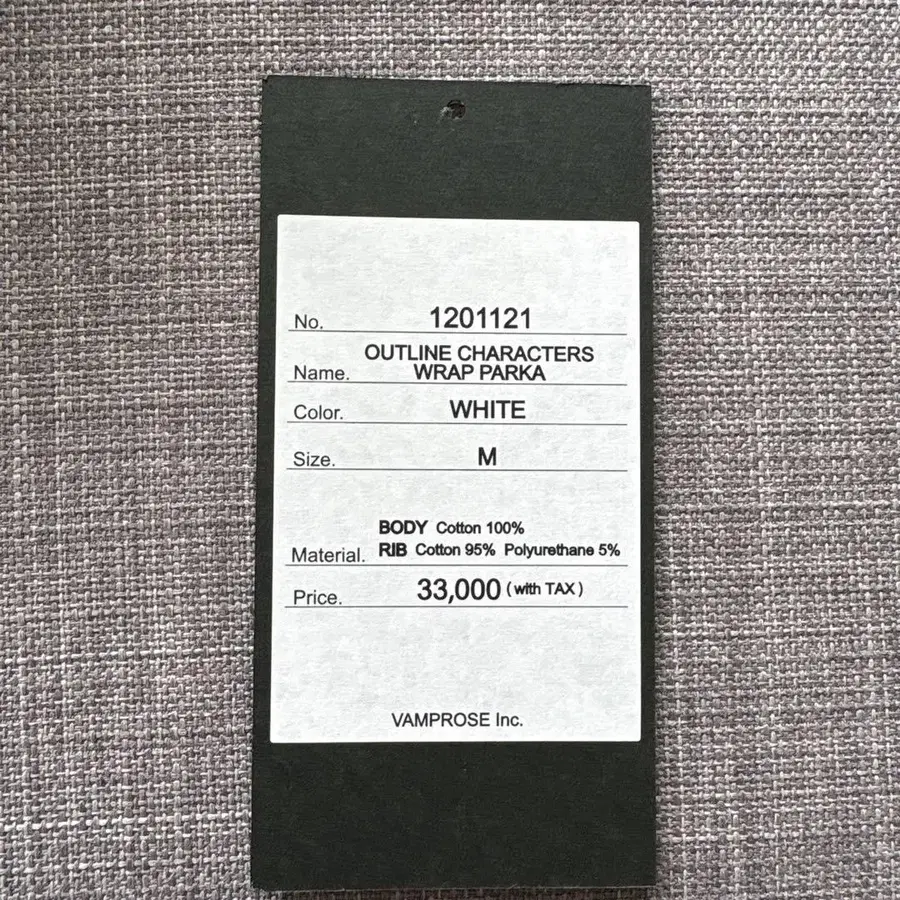 No. 1201121
OUTLINE CHARACTERS
Name. WRAP PARKA
Color. WHITE
Size. M
BODY Cotton 100%
Material. RIB Cotton 95% Polyurethane 5%
Price. 33,000 (with TAX)
VAMPROSE Inc.